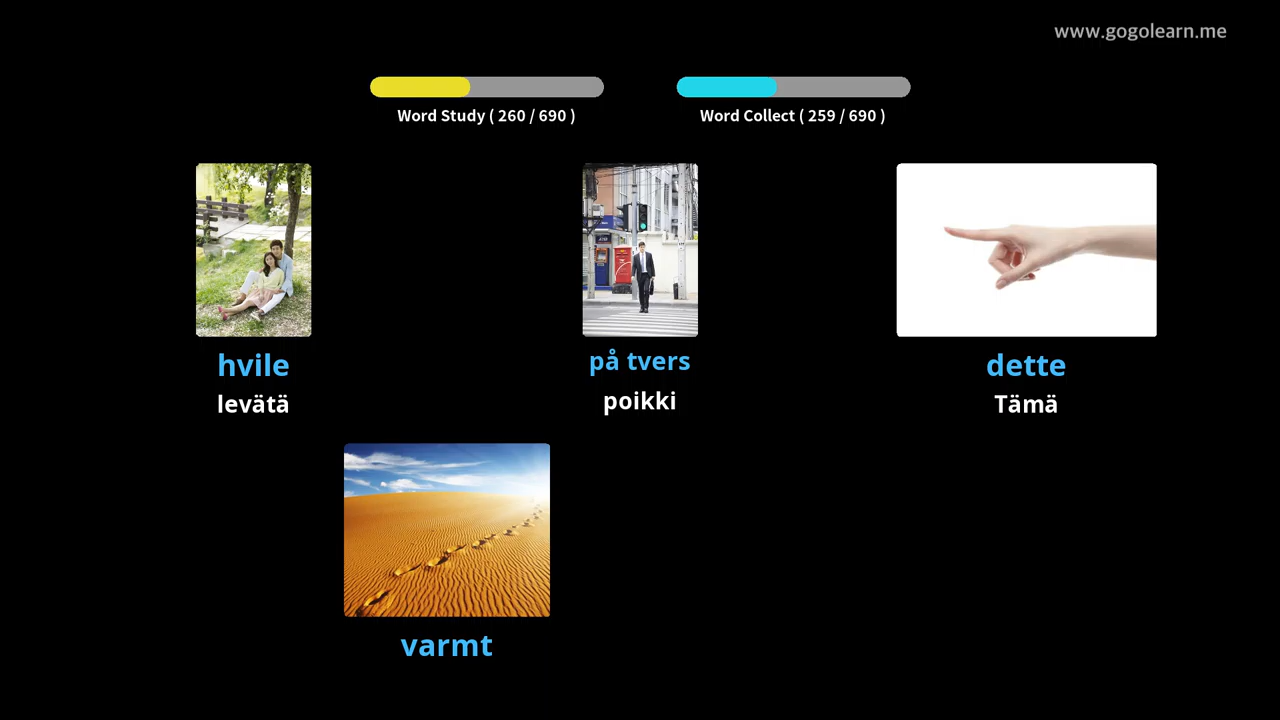 www.gogolearn.me
Word Study ( 260 / 690 )
Word Collect ( 259 / 690 )
hvile
levätä
på tvers
poikki
dette
Tämä
varmt